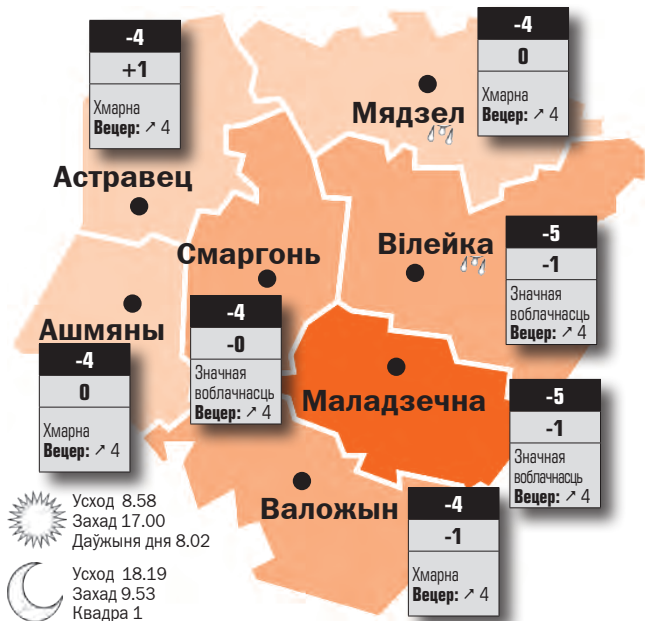 -4
+1
Хмарна
Вецер: ↗ 4
Астравец
-4
0
Хмарна
Вецер: ↗ 4
Мядзел
Смаргонь
-4
-0
Значная
воблачнасць
Вецер: ↗ 4
Вілейка
-5
-1
Значная
воблачнасць
Вецер: ↗ 4
Ашмяны
-4
0
Хмарна
Вецер: ↗ 4
Маладзечна
-5
-1
Значная
воблачнасць
Вецер: ↗ 4
Валожын
-4
-1
Хмарна
Вецер: ↗ 4
Усход 8.58
Захад 17.00
Даўжыня дня 8.02
Усход 18.19
Захад 9.53
Квадра 1